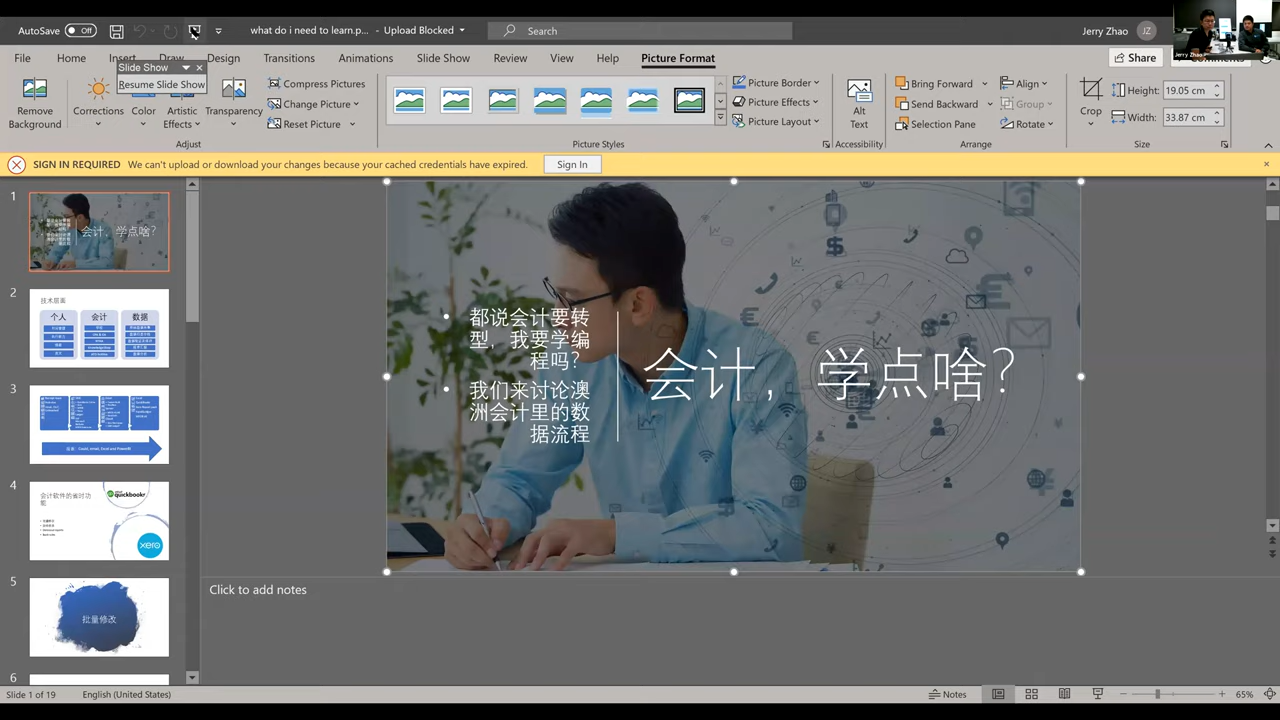 AutoSave Off what do i need to learn.p... - Upload Blocked Search Jerry Zhao JZ
Jerry Zhao
File Home Insert Draw Design Transitions Animations Slide Show Review View Help Picture Format Share Comments
Slide Show
Resume Slide Show
Remove Background
Corrections
Color
Artistic Effects
Transparency
Compress Pictures
Change Picture
Reset Picture
Adjust
Picture Styles
Picture Border
Picture Effects
Picture Layout
Alt Text
Accessibility
Bring Forward
Send Backward
Selection Pane
Align
Group
Rotate
Arrange
Crop
Height: 19.05 cm
Width: 33.87 cm
Size
SIGN IN REQUIRED We can't upload or download your changes because your cached credentials have expired. Sign In
1
会计，学点啥?
2
技术层面
个人 会计 数据
3
4
会计软件的省时功能
quickbooks
xero
5
批量修改
6
• 都说会计要转
型，我要学编
程吗?
• 我们来讨论澳
洲会计里的数
据流程
会计，学点啥?
Click to add notes
Slide 1 of 19 English (United States) Notes 65%